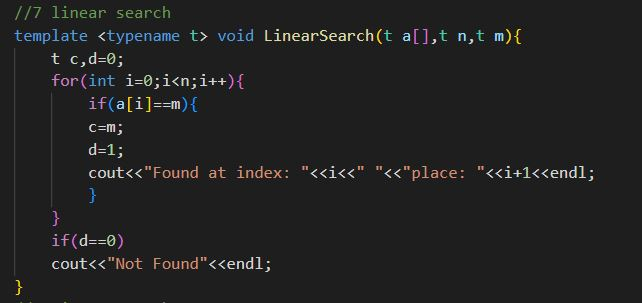 //7 linear search
template <typename t> void LinearSearch(t a[],t n,t m){
    t c,d=0;
    for(int i=0;i<n;i++){
        if(a[i]==m){
        c=m;
        d=1;
        cout<<"Found at index: "<<i<<" "<<"place: "<<i+1<<endl;
        }
    }
    if(d==0)
    cout<<"Not Found"<<endl;
}